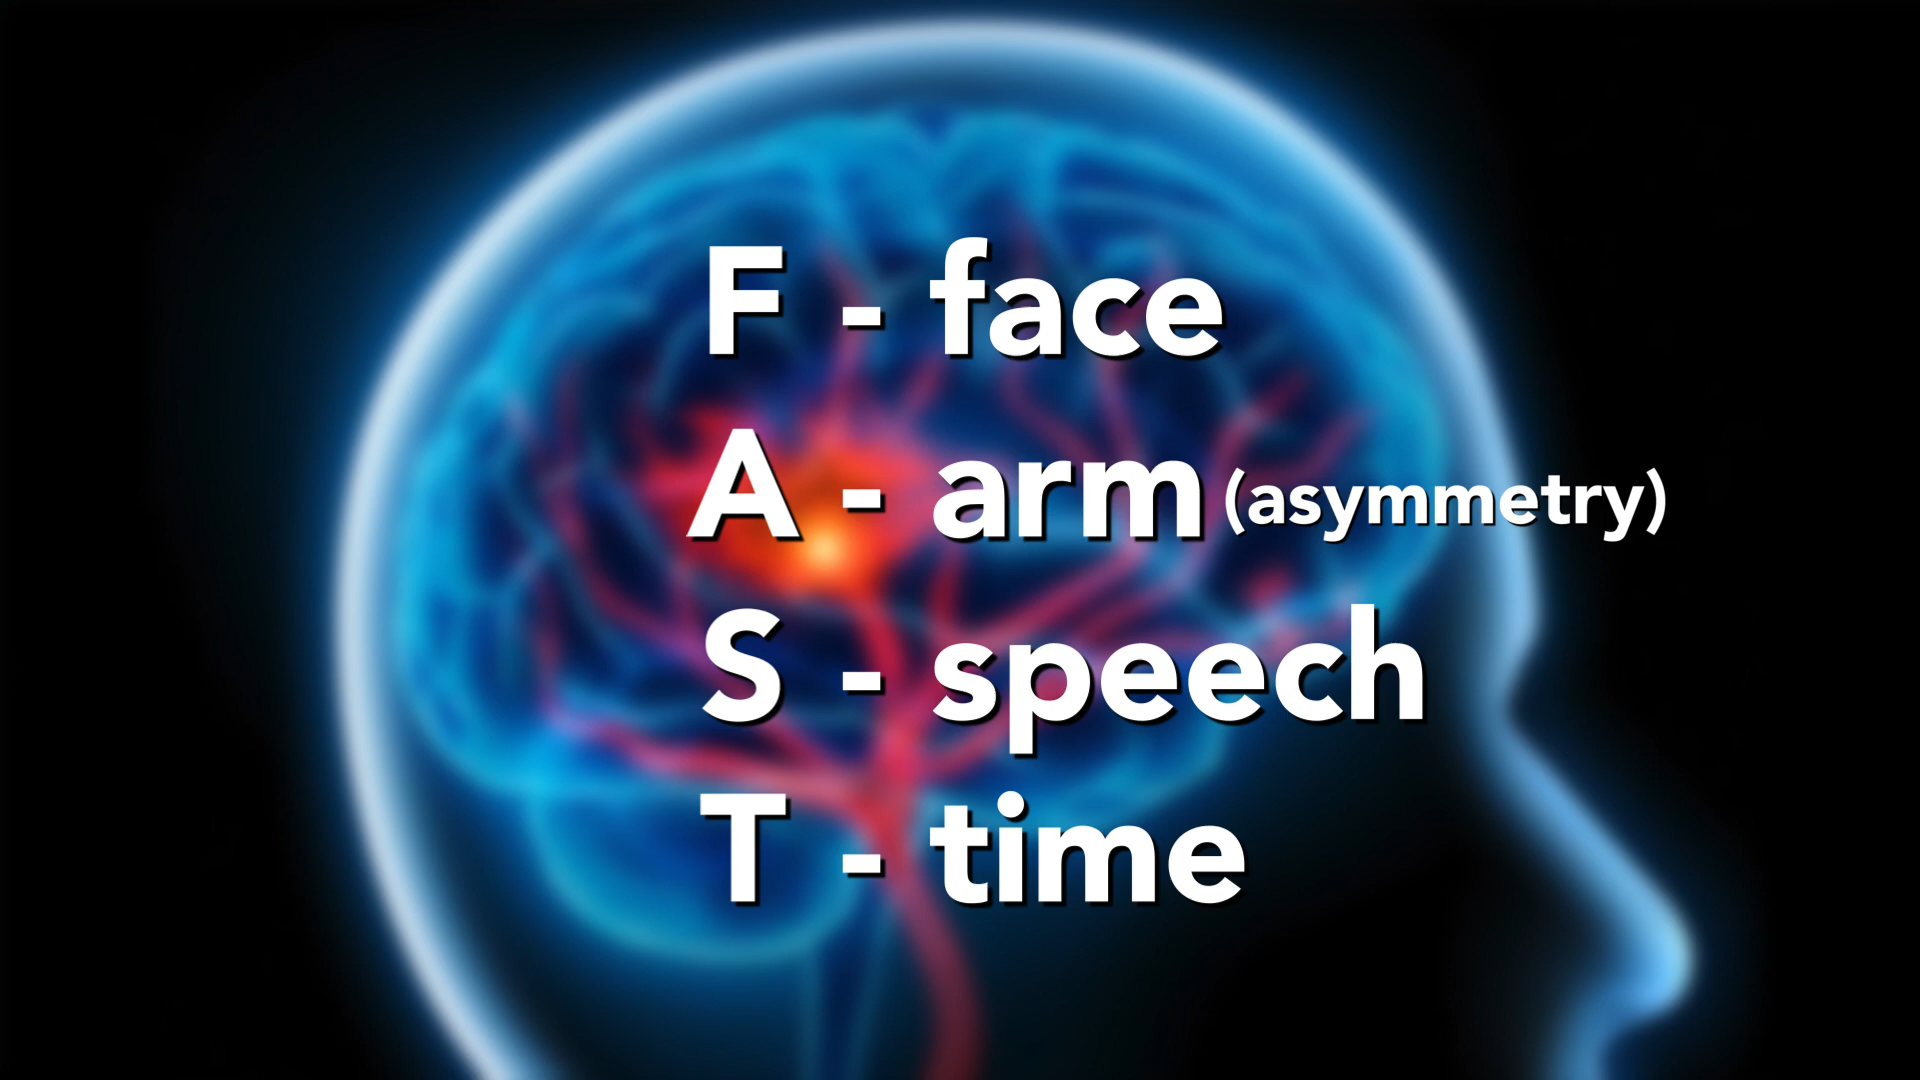 F - face
A - arm (asymmetry)
S - speech
T - time